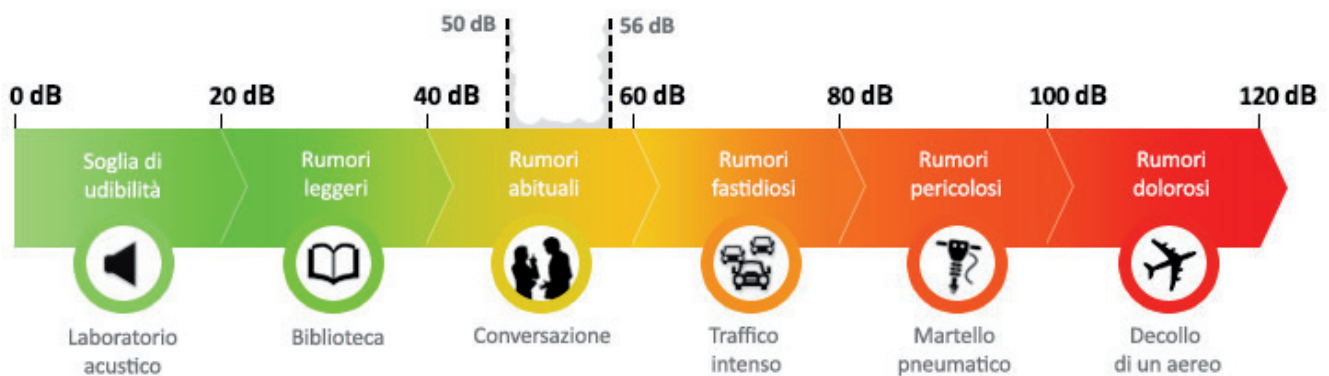 50 dB
56 dB
0 dB
20 dB
40 dB
60 dB
80 dB
100 dB
120 dB
Soglia di
udibilità
Rumori
leggeri
Rumori
abituali
Rumori
fastidiosi
Rumori
pericolosi
Rumori
dolorosi
Laboratorio
acustico
Biblioteca
Conversazione
Traffico
intenso
Martello
pneumatico
Decollo
di un aereo